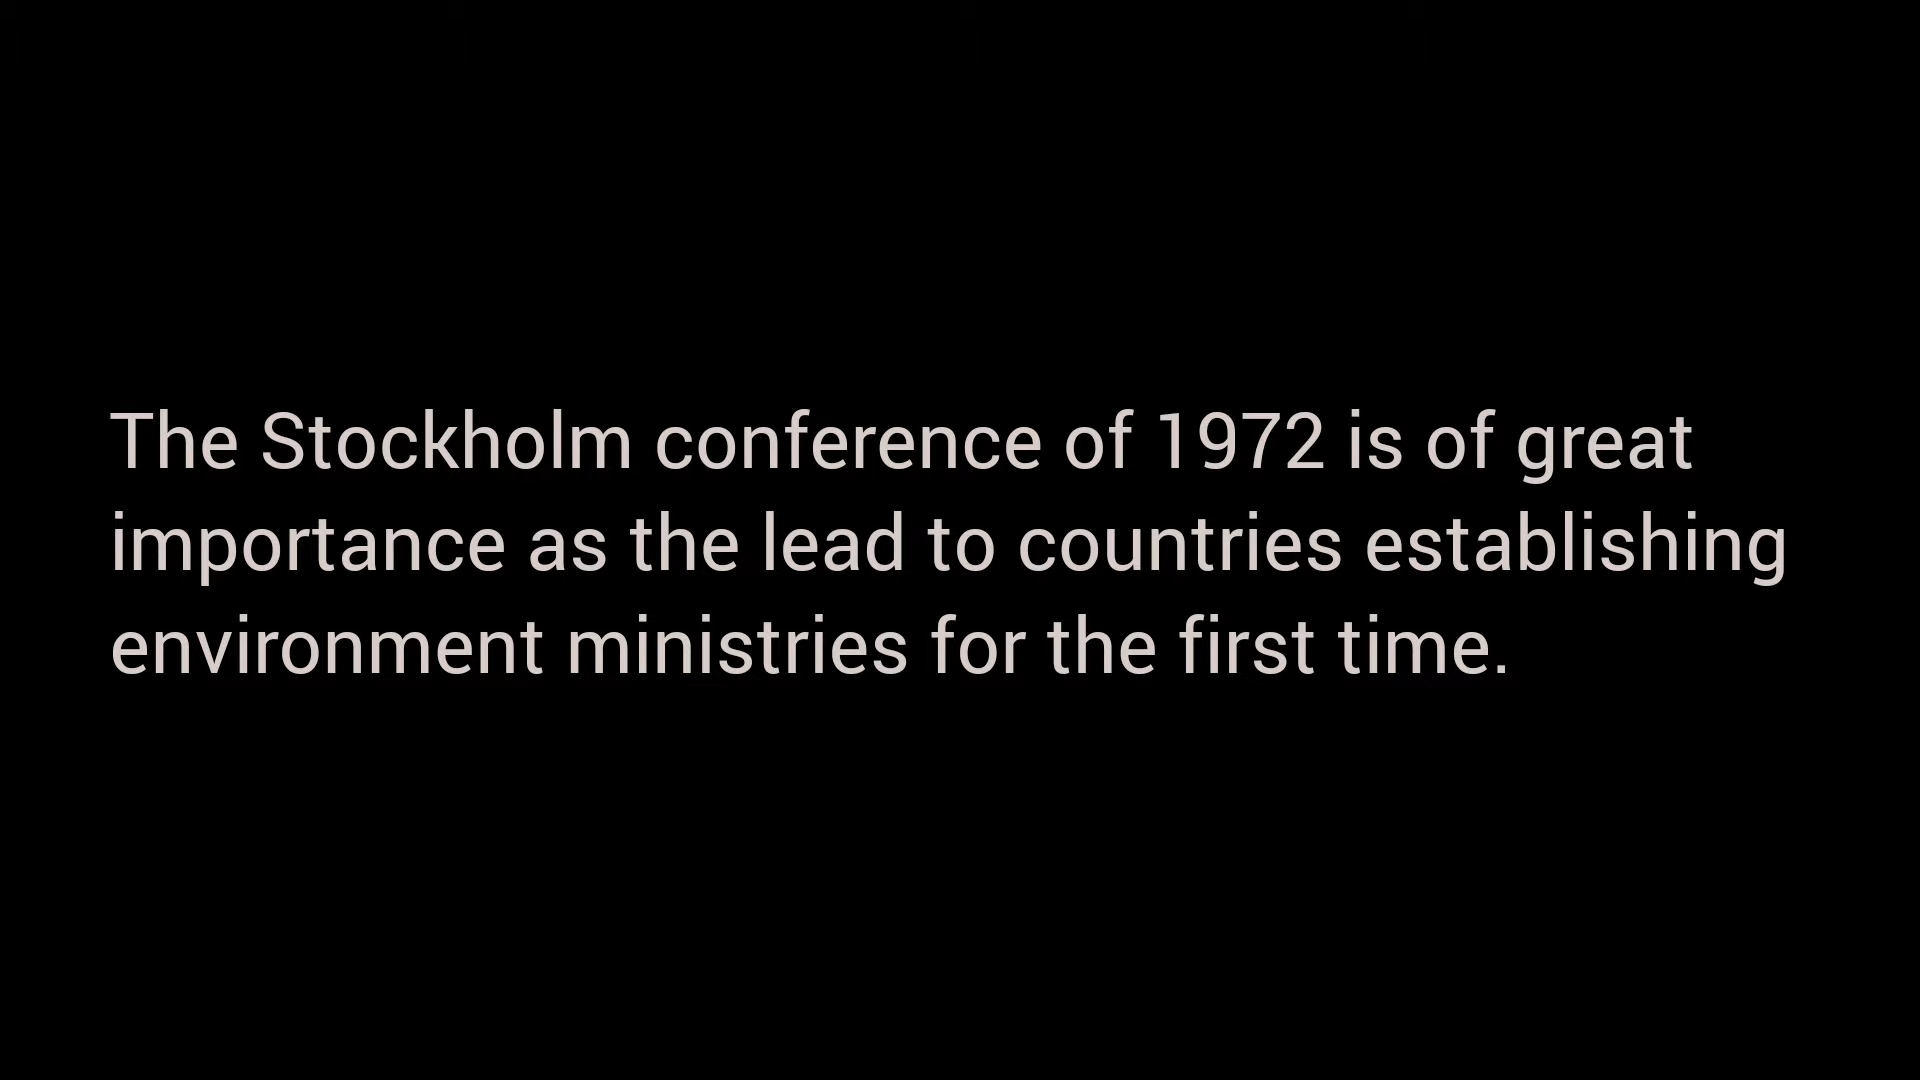 The Stockholm conference of 1972 is of great
importance as the lead to countries establishing
environment ministries for the first time.